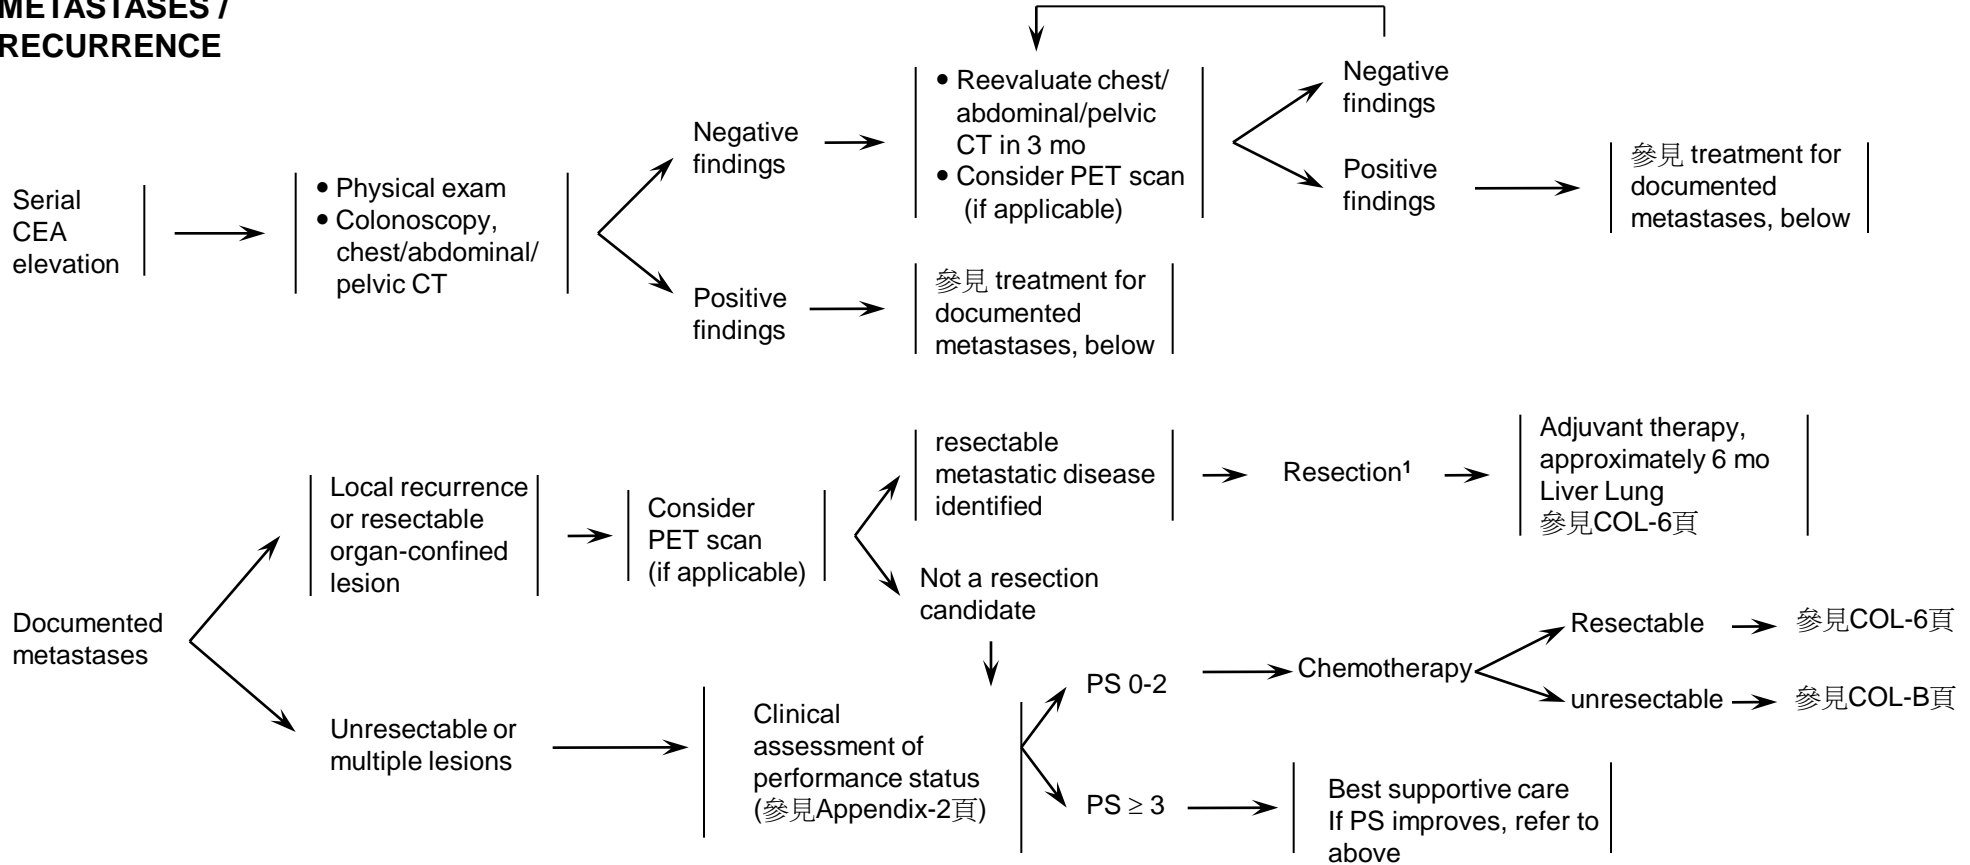 METASTASES /
RECURRENCE
Serial
CEA
elevation
• Physical exam
• Colonoscopy,
chest/abdominal/
pelvic CT
Negative
findings
• Reevaluate chest/
abdominal/pelvic
CT in 3 mo
• Consider PET scan
(if applicable)
Negative
findings
Positive
findings
參見 treatment for
documented
metastases, below
Positive
findings
參見 treatment for
documented
metastases, below
Documented
metastases
Local recurrence
or resectable
organ-confined
lesion
Consider
PET scan
(if applicable)
resectable
metastatic disease
identified
Resection¹
Adjuvant therapy,
approximately 6 mo
Liver Lung
參見COL-6頁
Not a resection
candidate
Unresectable or
multiple lesions
Clinical
assessment of
performance status
(參見Appendix-2頁)
PS 0-2
Chemotherapy
Resectable
參見COL-6頁
unresectable
參見COL-B頁
PS ≥ 3
Best supportive care
If PS improves, refer to
above